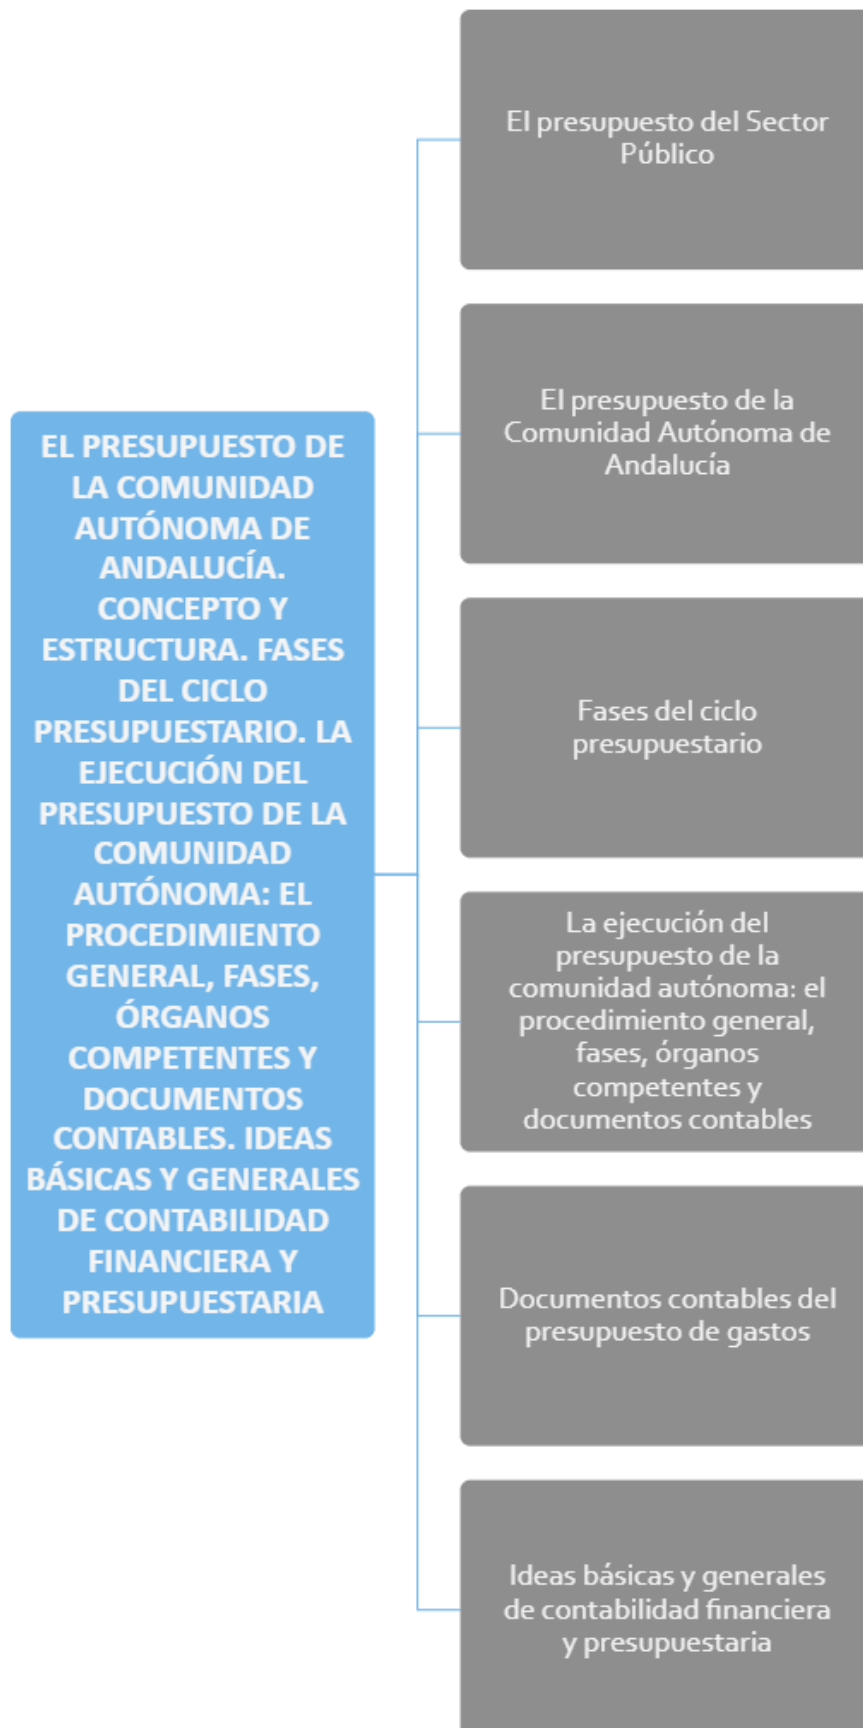 EL PRESUPUESTO DE
LA COMUNIDAD
AUTÓNOMA DE
ANDALUCÍA.
CONCEPTO Y
ESTRUCTURA. FASES
DEL CICLO
PRESUPUESTARIO. LA
EJECUCIÓN DEL
PRESUPUESTO DE LA
COMUNIDAD
AUTÓNOMA: EL
PROCEDIMIENTO
GENERAL, FASES,
ÓRGANOS
COMPETENTES Y
DOCUMENTOS
CONTABLES. IDEAS
BÁSICAS Y GENERALES
DE CONTABILIDAD
FINANCIERA Y
PRESUPUESTARIA
El presupuesto del Sector
Público
El presupuesto de la
Comunidad Autónoma de
Andalucía
Fases del ciclo
presupuestario
La ejecución del
presupuesto de la
comunidad autónoma: el
procedimiento general,
fases, órganos
competentes y
documentos contables
Documentos contables del
presupuesto de gastos
Ideas básicas y generales
de contabilidad financiera
y presupuestaria